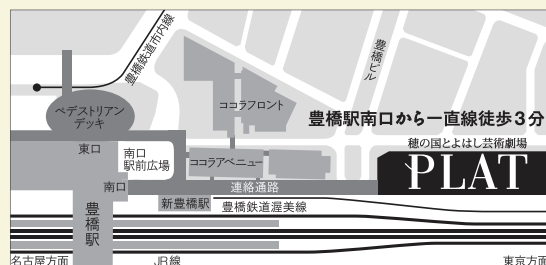 豊橋鉄道市内線
豊橋ビル
ペデストリアン
デッキ
ココラフロント
豊橋駅南口から一直線徒歩3分
穂の国とよはし芸術劇場
PLAT
東口
南口
駅前広場
ココラアベニュー
南口
連絡通路
新豊橋駅
豊橋鉄道渥美線
豊橋駅
名古屋方面
JR線
東京方面